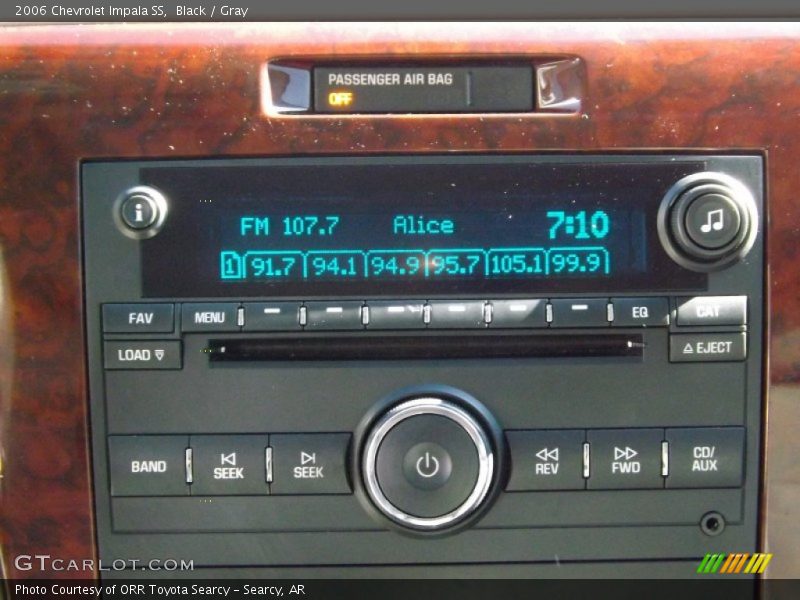 2006 Chevrolet Impala SS, Black / Gray
PASSENGER AIR BAG
OFF
i
FM 107.7 Alice 7:10
1 91.7 94.1 94.9 95.7 105.1 99.9
FAV MENU EQ CAT
LOAD EJECT
BAND SEEK SEEK REV FWD CD/
AUX
GTCARLOT.COM
Photo Courtesy of ORR Toyota Searcy - Searcy, AR